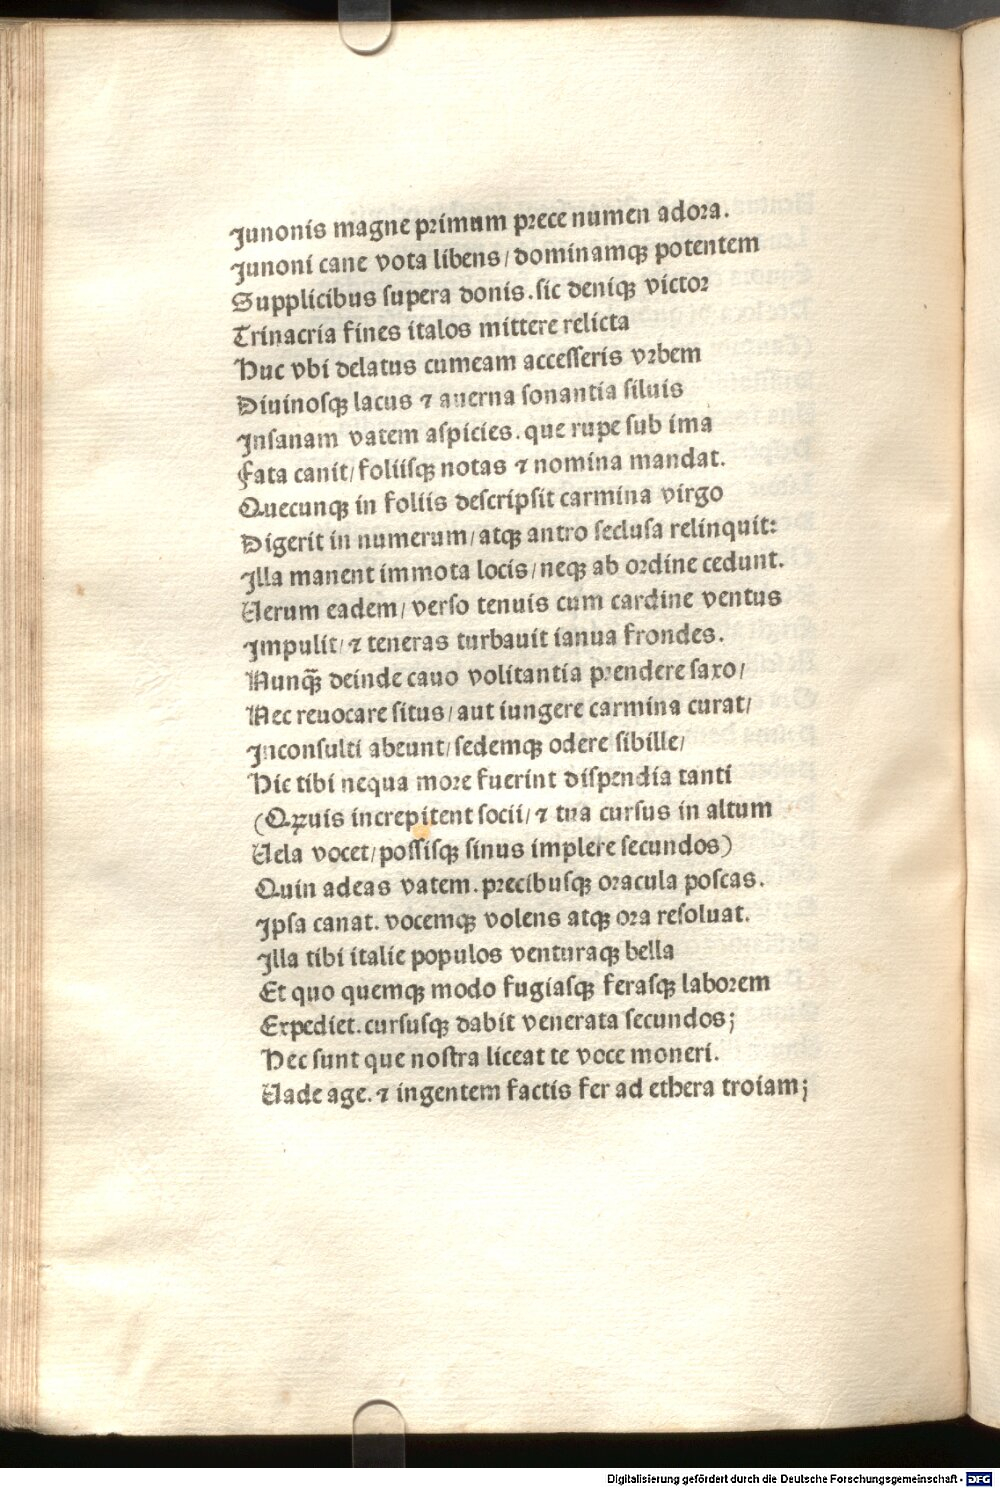 Junonis magne primum prece numen adora.
Junoni cane vota libens/dominamqꝫ potentem
Supplicibus supera donis.sic deniqꝫ victor
Trinacria fines italos mittere relicta
Huc vbi delatus cumeam accesseris vrbem
Diuinosqꝫ lacus ⁊ auerna sonantia siluis
Insanam vatem aspicies.que rupe sub ima
Fata canit/foliisqꝫ notas ⁊ nomina mandat.
Quecunqꝫ in foliis descripsit carmina virgo
Digerit in numerum/atqꝫ antro seclusa relinquit:
Illa manent immota locis/neqꝫ ab ordine cedunt.
Uerum eadem/verso tenuis cum cardine ventus
Impulit/⁊ teneras turbauit ianua frondes.
Nunqꝫ̃ deinde cauo volitantia prendere saxo/
Nec reuocare situs/aut iungere carmina curat/
Inconsulti abeunt/sedemqꝫ odere sibille/
Hic tibi nequa more fuerint dispendia tanti
(Qꝗuis increpitent socii/⁊ tua cursus in altum
Uela vocet/possisqꝫ sinus implere secundos)
Quin adeas vatem.precibusqꝫ oracula poscas.
Ipsa canat.vocemqꝫ volens atqꝫ ora resoluat.
Illa tibi italie populos venturaqꝫ bella
Et quo quemqꝫ modo fugiasqꝫ ferasqꝫ laborem
Expediet.cursusqꝫ dabit venerata secundos;
Hec sunt que nostra liceat te voce moneri.
Uade age.⁊ ingentem factis fer ad ethera troiam;
Digitalisierung gefördert durch die Deutsche Forschungsgemeinschaft - DFG